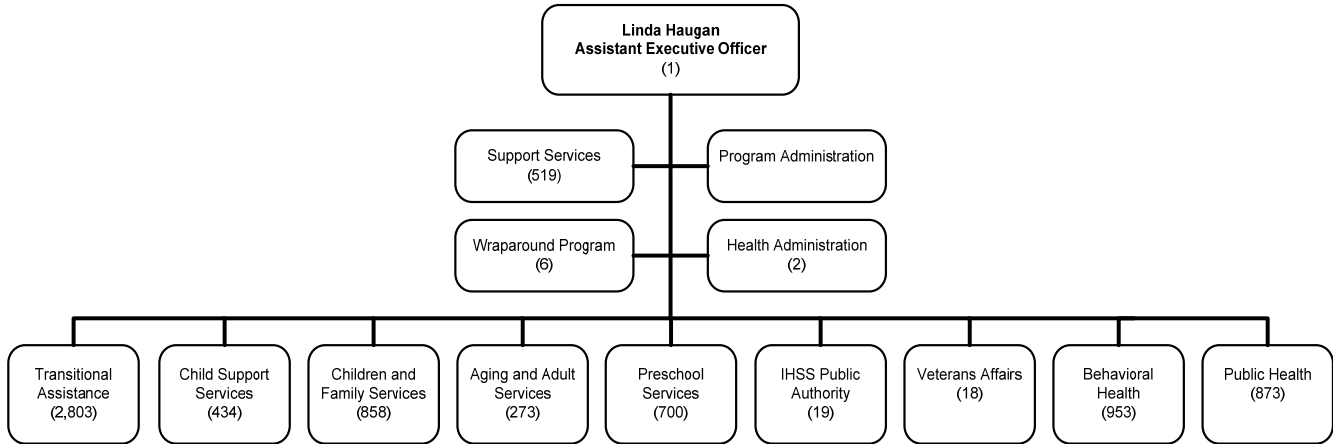 Linda Haugan
Assistant Executive Officer
(1)
Support Services
(519)
Program Administration
Wraparound Program
(6)
Health Administration
(2)
Transitional
Assistance
(2,803)
Child Support
Services
(434)
Children and
Family Services
(858)
Aging and Adult
Services
(273)
Preschool
Services
(700)
IHSS Public
Authority
(19)
Veterans Affairs
(18)
Behavioral
Health
(953)
Public Health
(873)